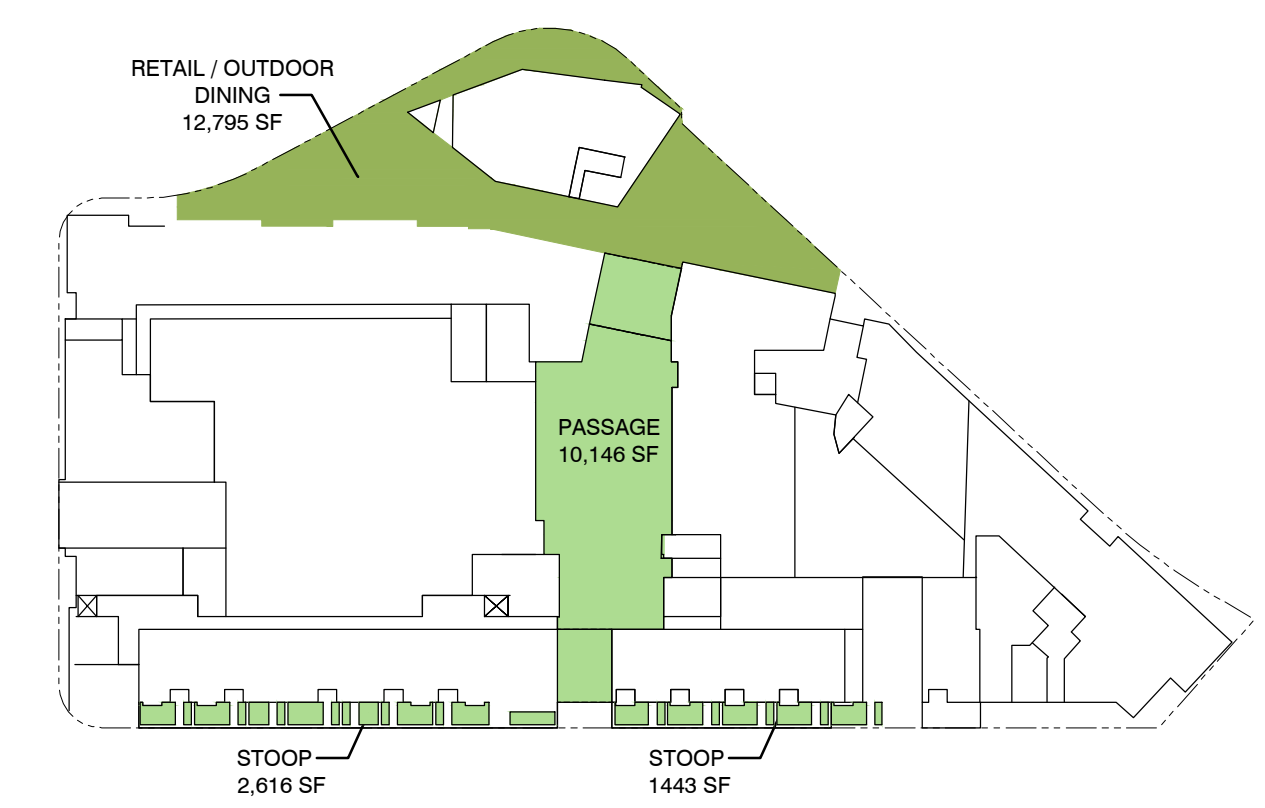 RETAIL / OUTDOOR
DINING
12,795 SF
PASSAGE
10,146 SF
STOOP
2,616 SF
STOOP
1443 SF